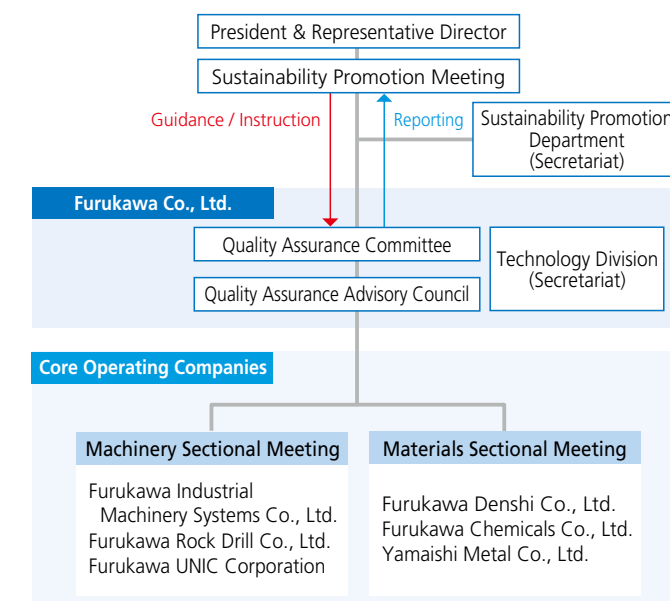 President & Representative Director
Sustainability Promotion Meeting
Guidance / Instruction
Reporting
Sustainability Promotion
Department
(Secretariat)
Furukawa Co., Ltd.
Quality Assurance Committee
Quality Assurance Advisory Council
Technology Division
(Secretariat)
Core Operating Companies
Machinery Sectional Meeting
Furukawa Industrial
Machinery Systems Co., Ltd.
Furukawa Rock Drill Co., Ltd.
Furukawa UNIC Corporation
Materials Sectional Meeting
Furukawa Denshi Co., Ltd.
Furukawa Chemicals Co., Ltd.
Yamaishi Metal Co., Ltd.